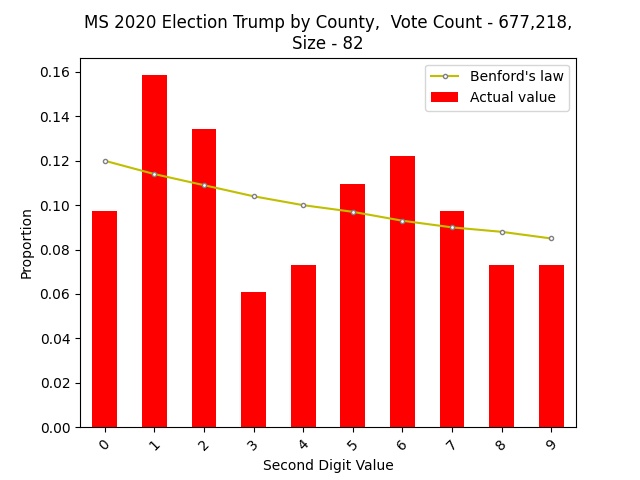 MS 2020 Election Trump by County,  Vote Count - 677,218,
Size - 82
Benford's law
Actual value
Proportion
0.16
0.14
0.12
0.10
0.08
0.06
0.04
0.02
0.00
0 1 2 3 4 5 6 7 8 9
Second Digit Value